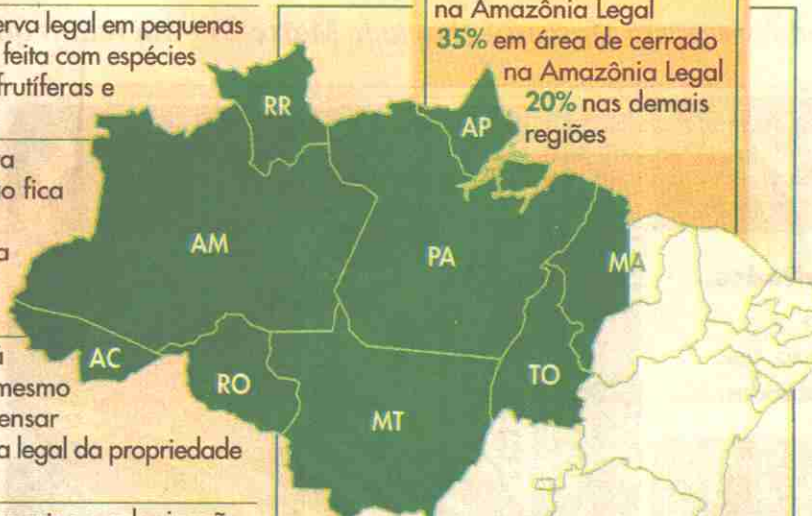 erva legal em pequenas
feita com espécies
frutíferas e
a
o fica
a
a
mesmo
ensar
a legal da propriedade
na Amazônia Legal
35% em área de cerrado
na Amazônia Legal
20% nas demais
regiões
RR
AP
AM
PA
MA
AC
RO
TO
MT